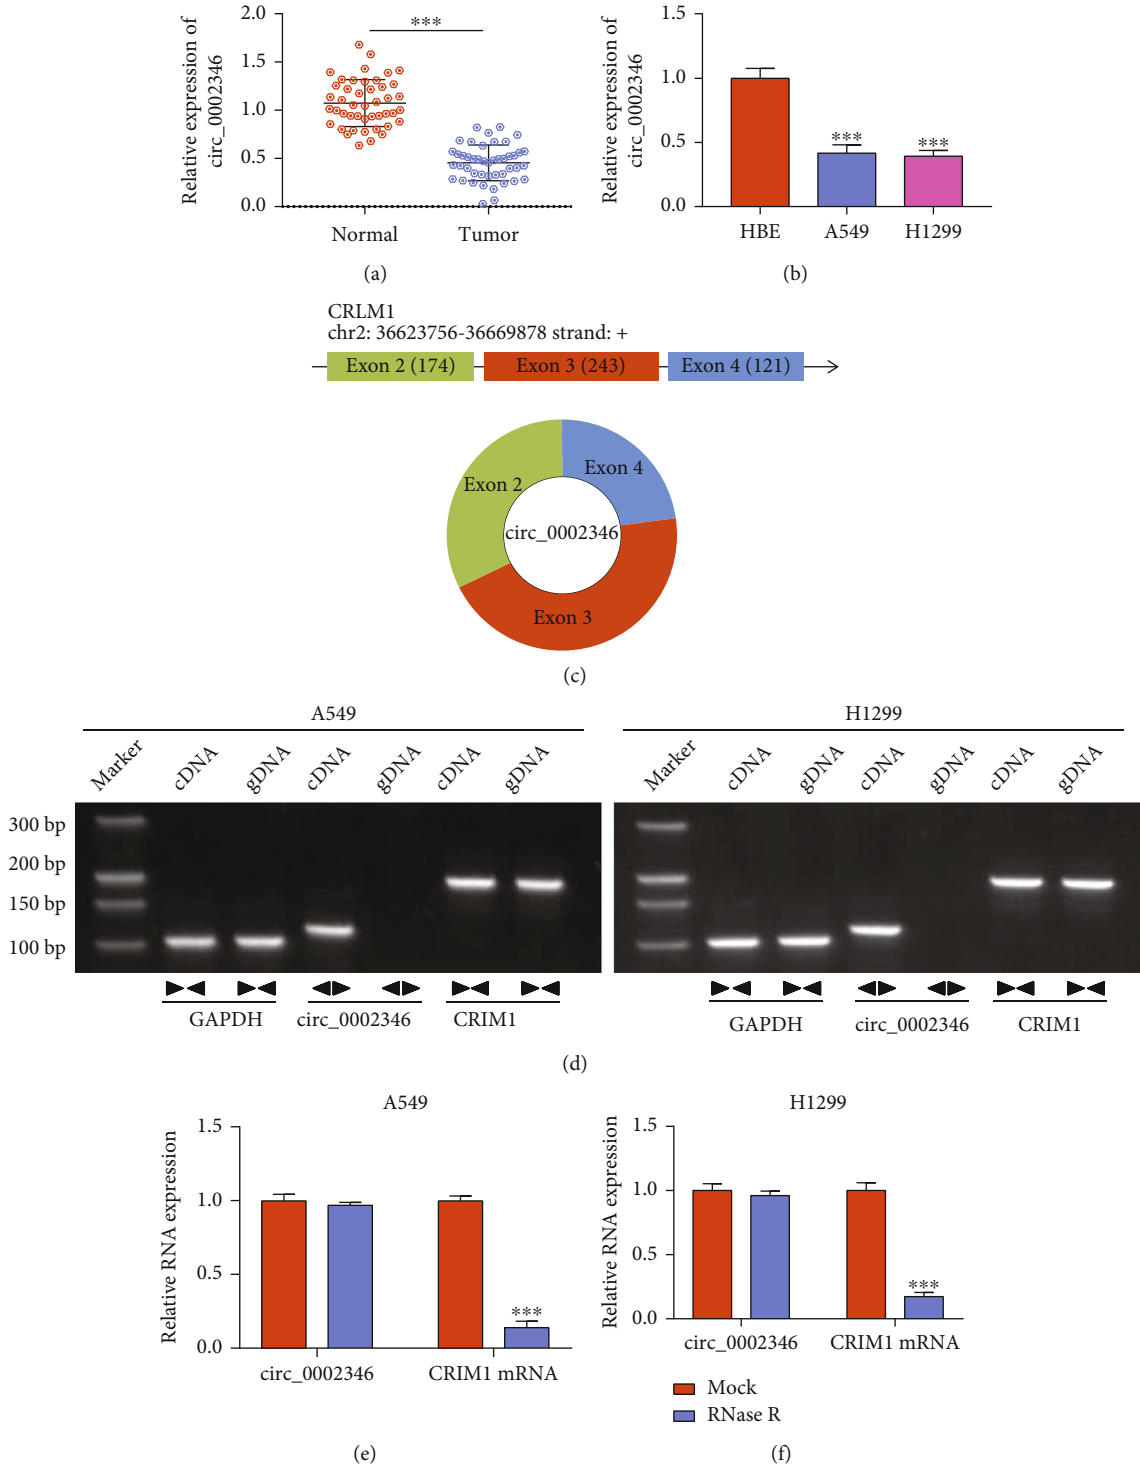 Relative expression of
circ_0002346
2.0
1.5
1.0
0.5
0.0
***
Normal
Tumor
(a)
Relative expression of
circ_0002346
1.5
1.0
0.5
0.0
***
***
HBE
A549
H1299
(b)
CRLM1
chr2: 36623756-36669878 strand: +
Exon 2 (174)
Exon 3 (243)
Exon 4 (121)
Exon 4
Exon 2
circ_0002346
Exon 3
(c)
A549
Marker
cDNA
gDNA
cDNA
gDNA
cDNA
gDNA
300 bp
200 bp
150 bp
100 bp
GAPDH
circ_0002346
CRIM1
H1299
Marker
cDNA
gDNA
cDNA
gDNA
cDNA
gDNA
GAPDH
circ_0002346
CRIM1
(d)
A549
Relative RNA expression
1.5
1.0
0.5
0.0
***
circ_0002346
CRIM1 mRNA
(e)
H1299
Relative RNA expression
1.5
1.0
0.5
0.0
***
circ_0002346
CRIM1 mRNA
Mock
RNase R
(f)